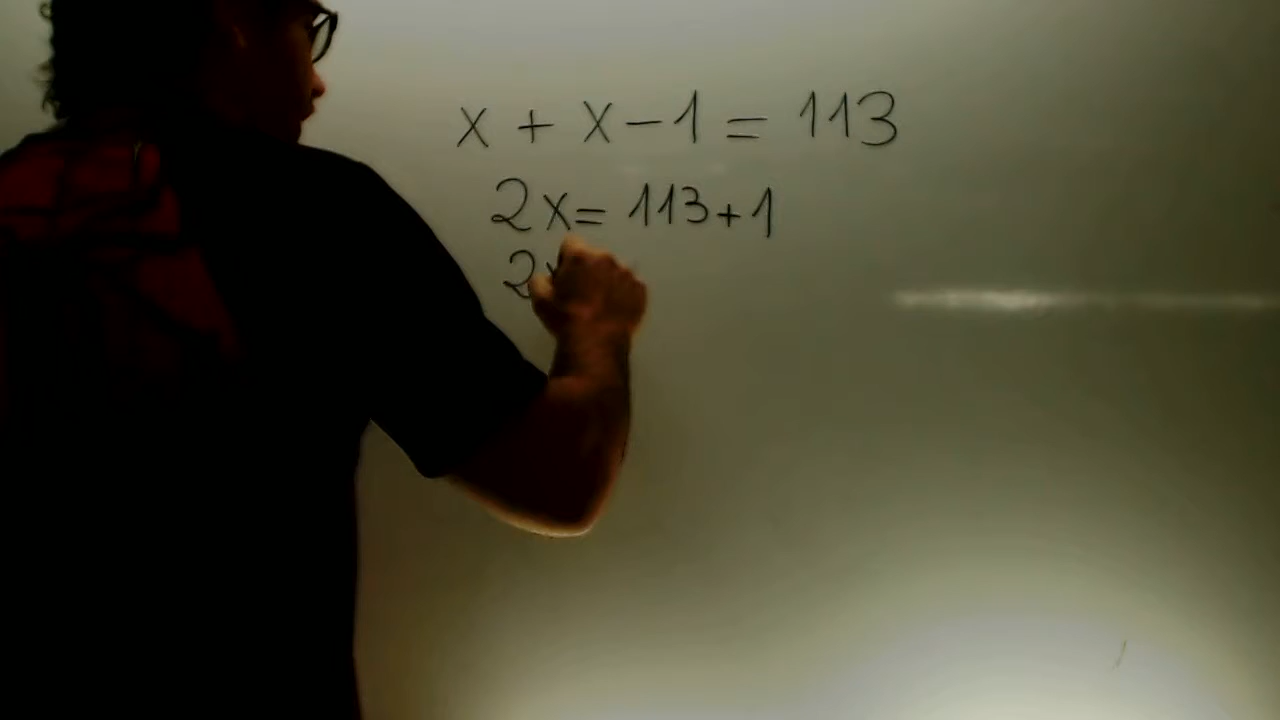 x + x - 1 = 113
2x = 113 + 1
2x